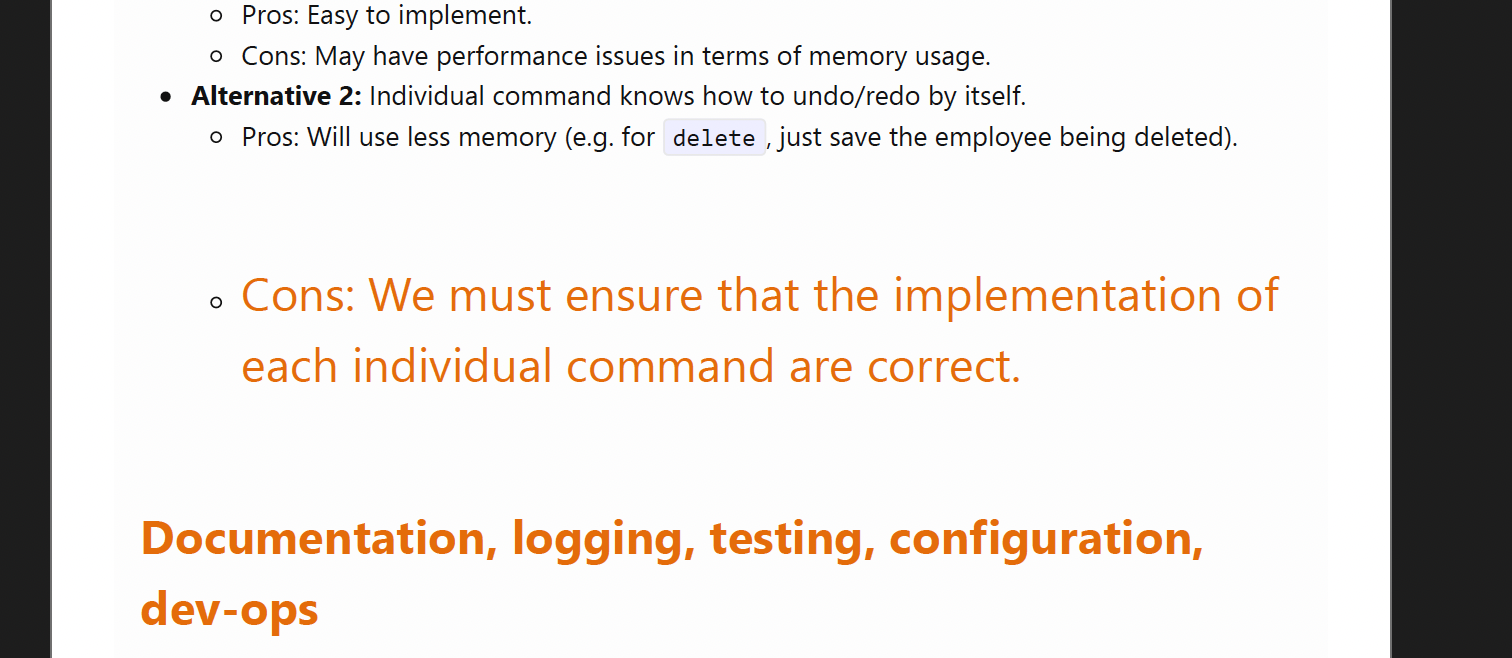 Pros: Easy to implement.
Cons: May have performance issues in terms of memory usage.
Alternative 2: Individual command knows how to undo/redo by itself.
Pros: Will use less memory (e.g. for delete, just save the employee being deleted).
Cons: We must ensure that the implementation of
each individual command are correct.
Documentation, logging, testing, configuration,
dev-ops